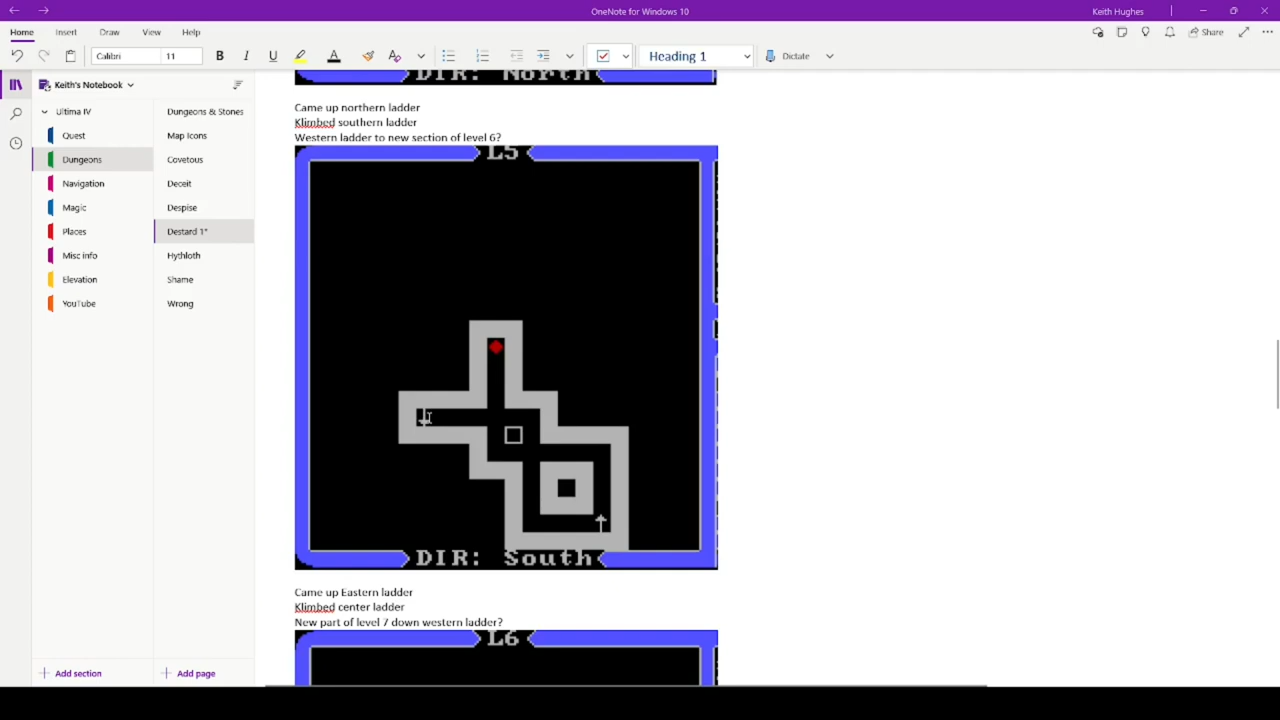 OneNote for Windows 10
Keith Hughes
Home
Insert
Draw
View
Help
Share
Calibri
11
B
I
U
A
A
Heading 1
Dictate
Keith's Notebook
Ultima IV
Quest
Dungeons
Navigation
Magic
Places
Misc info
Elevation
YouTube
Dungeons & Stones
Map Icons
Covetous
Deceit
Despise
Destard 1*
Hythloth
Shame
Wrong
Add section
Add page
DIR: North
Came up northern ladder
Klimbed southern ladder
Western ladder to new section of level 6?
L5
DIR: South
Came up Eastern ladder
Klimbed center ladder
New part of level 7 down western ladder?
L6